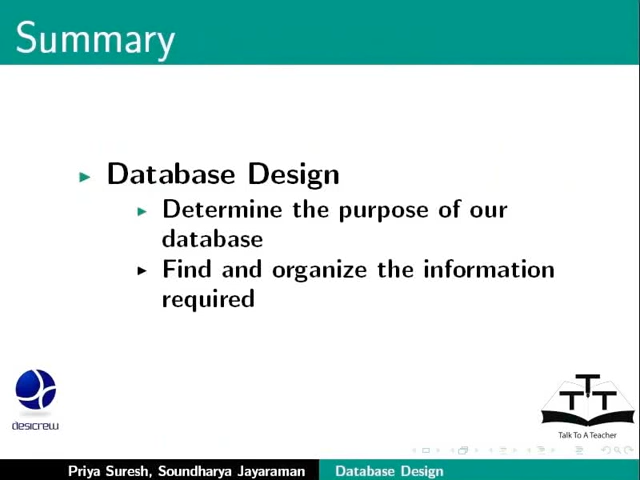 Summary
Database Design
Determine the purpose of our
database
Find and organize the information
required
desicrew
T T T
Talk To A Teacher
Priya Suresh, Soundharya Jayaraman
Database Design